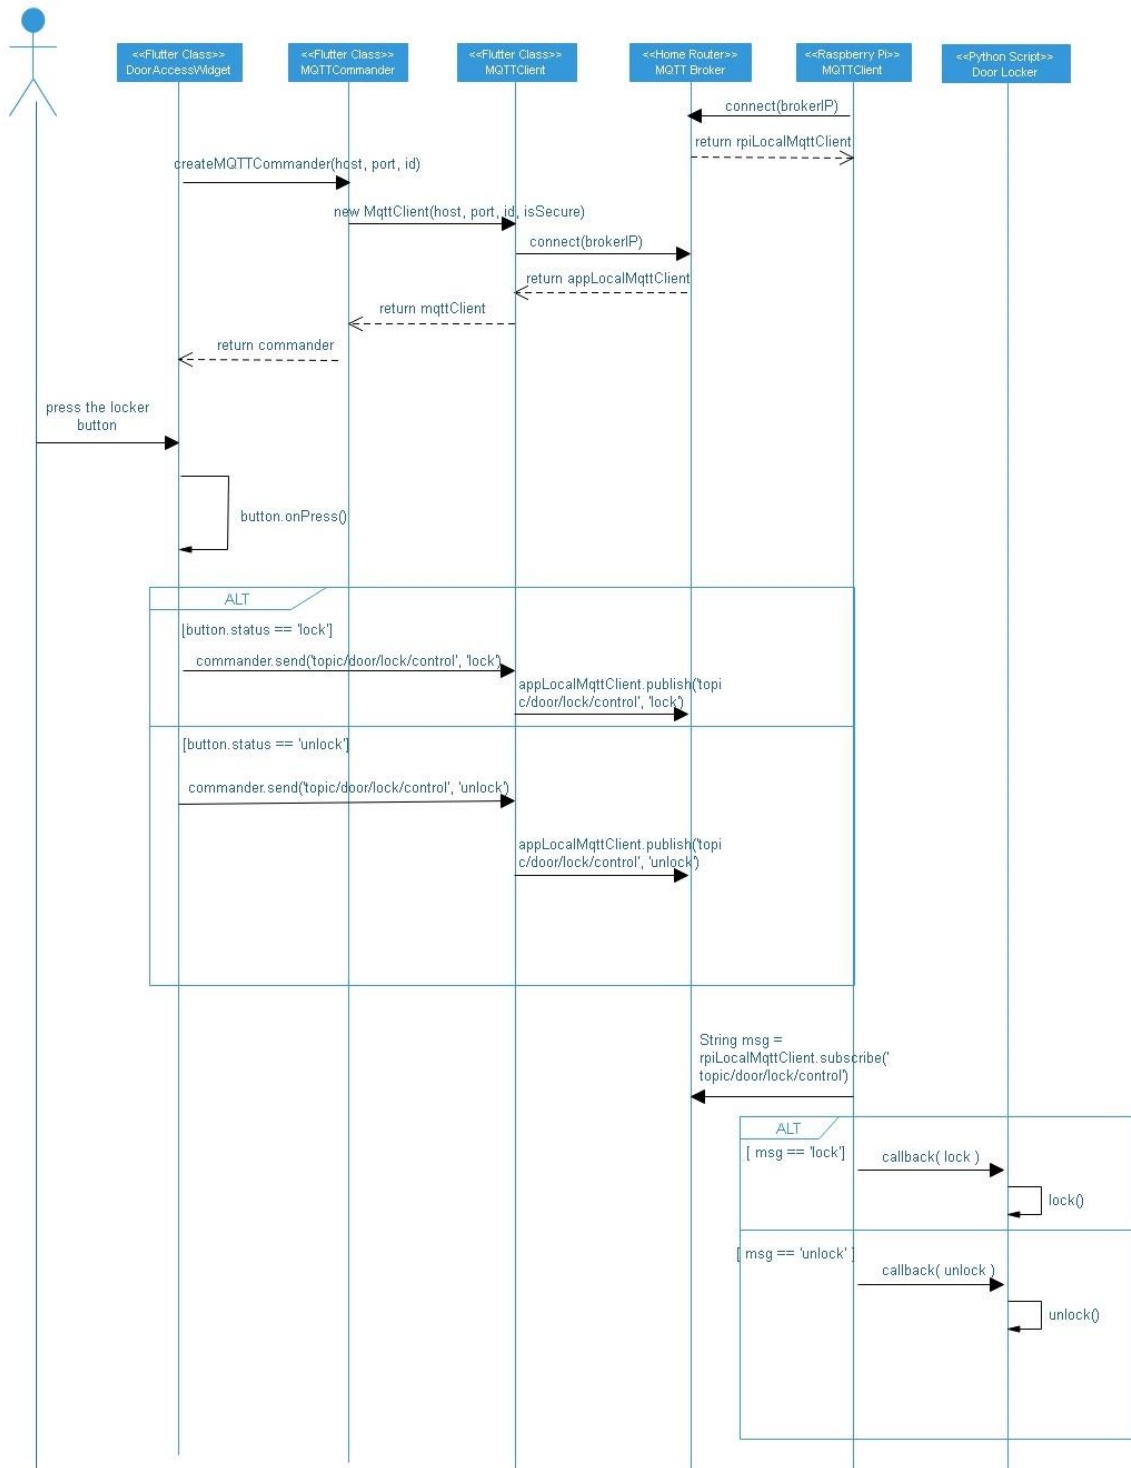 <<Flutter Class>>
DoorAccessWidget
<<Flutter Class>>
MQTTCommander
<<Flutter Class>>
MQTTClient
<<Home Router>>
MQTT Broker
<<Raspberry Pi>>
MQTTClient
<<Python Script>>
Door Locker
connect(brokerIP)
return rpiLocalMqttClient
createMQTTCommander(host, port, id)
new MqttClient(host, port, id, isSecure)
connect(brokerIP)
return appLocalMqttClient
return mqttClient
return commander
press the locker
button
button.onPress()
ALT
[button.status == 'lock']
commander.send('topic/door/lock/control', 'lock')
appLocalMqttClient.publish('topi
c/door/lock/control', 'lock')
[button.status == 'unlock']
commander.send('topic/door/lock/control', 'unlock')
appLocalMqttClient.publish('topi
c/door/lock/control', 'unlock')
String msg =
rpiLocalMqttClient.subscribe('
topic/door/lock/control')
ALT
[ msg == 'lock']
callback( lock )
lock()
[ msg == 'unlock' ]
callback( unlock )
unlock()